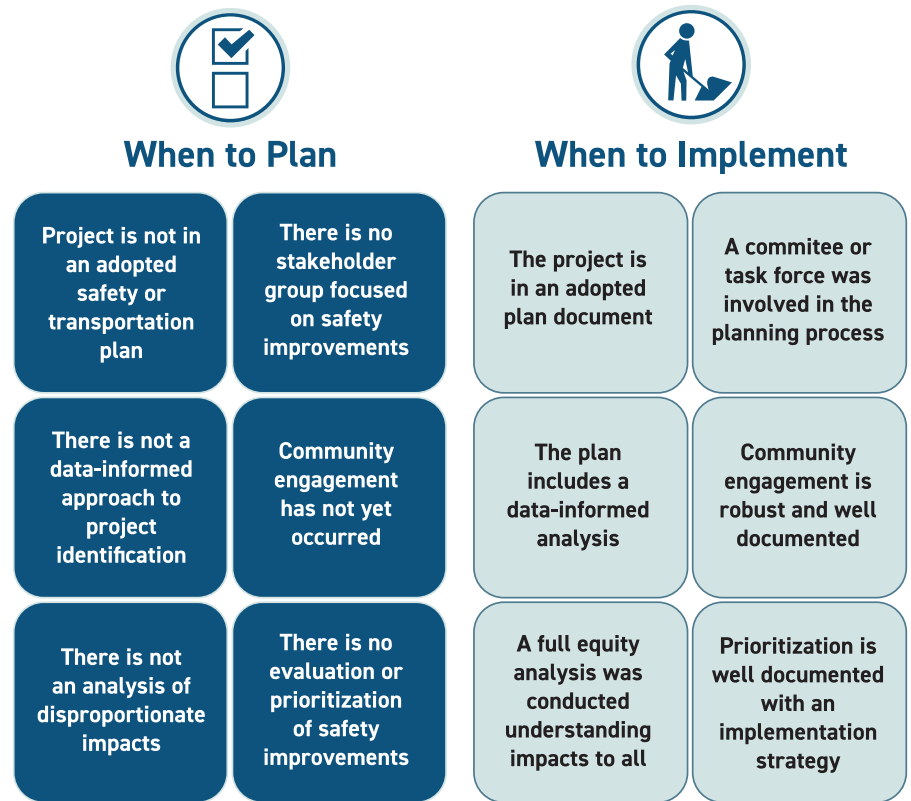 When to Plan
Project is not in
an adopted
safety or
transportation
plan
There is no
stakeholder
group focused
on safety
improvements
There is not a
data-informed
approach to
project
identification
Community
engagement
has not yet
occurred
There is not
an analysis of
disproportionate
impacts
There is no
evaluation or
prioritization
of safety
improvements
When to Implement
The project is
in an adopted
plan document
A commitee or
task force was
involved in the
planning process
The plan
includes a
data-informed
analysis
Community
engagement is
robust and well
documented
A full equity
analysis was
conducted
understanding
impacts to all
Prioritization is
well documented
with an
implementation
strategy